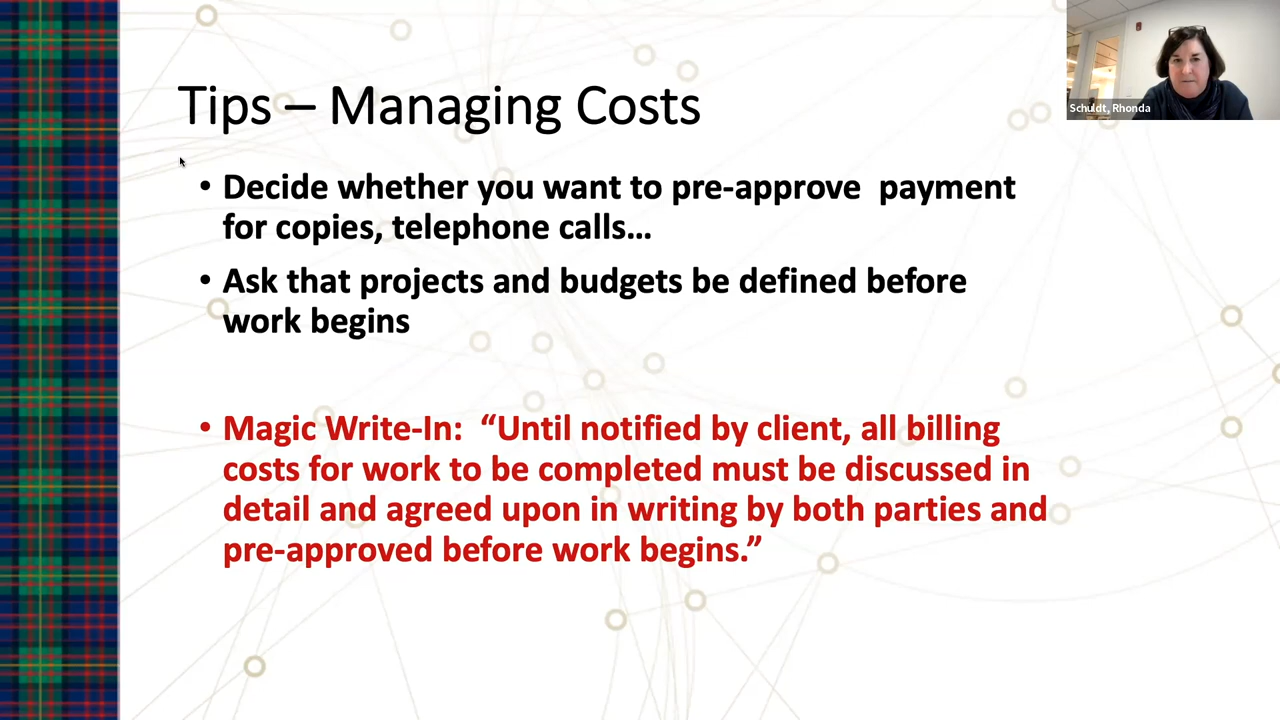 Tips – Managing Costs
• Decide whether you want to pre-approve  payment
for copies, telephone calls…
• Ask that projects and budgets be defined before
work begins
• Magic Write-In:  “Until notified by client, all billing
costs for work to be completed must be discussed in
detail and agreed upon in writing by both parties and
pre-approved before work begins.”
Schuldt, Rhonda